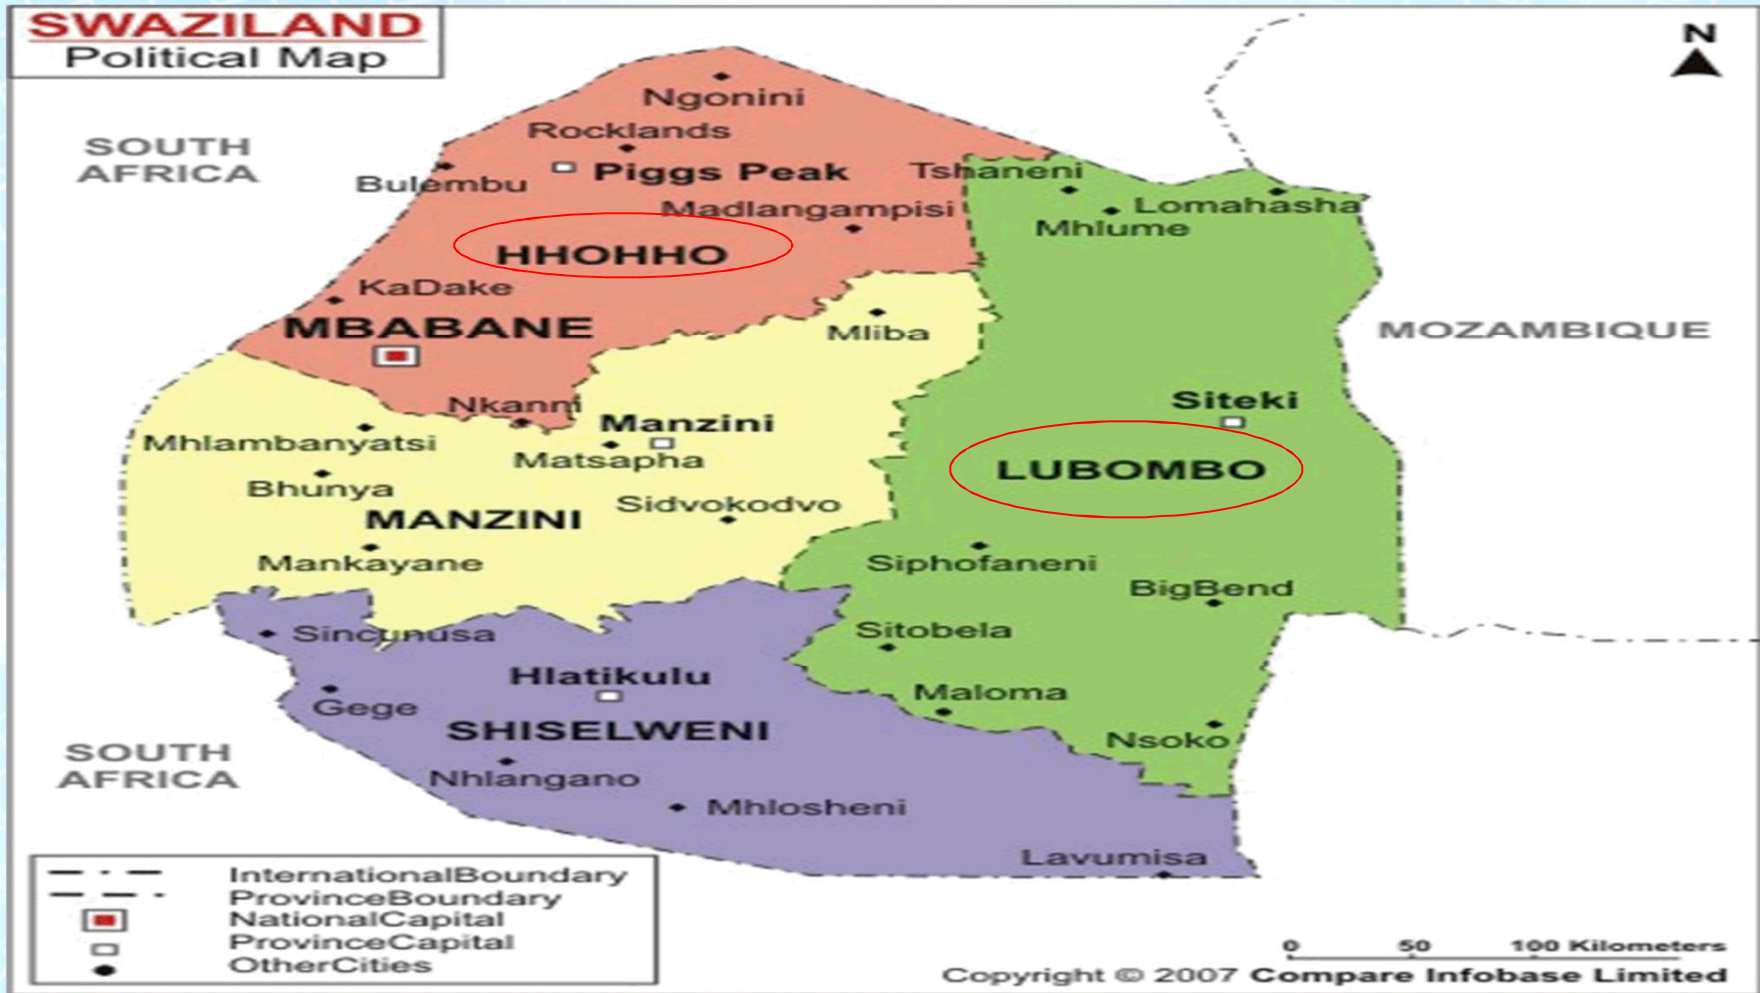 SWAZILAND
Political Map
N
Ngonini
Rocklands
SOUTH
AFRICA
Piggs Peak
Tshaneni
Bulembu
Madlangampisi
Lomahasha
Mhlume
HHOHHO
KaDake
MBABANE
Mliba
MOZAMBIQUE
Nkanni
Siteki
Manzini
Mhlambanyatsi
Matsapha
LUBOMBO
Bhunya
Sidvokodvo
MANZINI
Mankayane
Siphofaneni
BigBend
Sincunusa
Sitobela
Hlatikulu
Maloma
Gege
SHISELWENI
Nsoko
SOUTH
AFRICA
Nhlangano
Mhlosheni
Lavumisa
InternationalBoundary
ProvinceBoundary
NationalCapital
ProvinceCapital
OtherCities
0 50 100 Kilometers
Copyright © 2007 Compare Infobase Limited